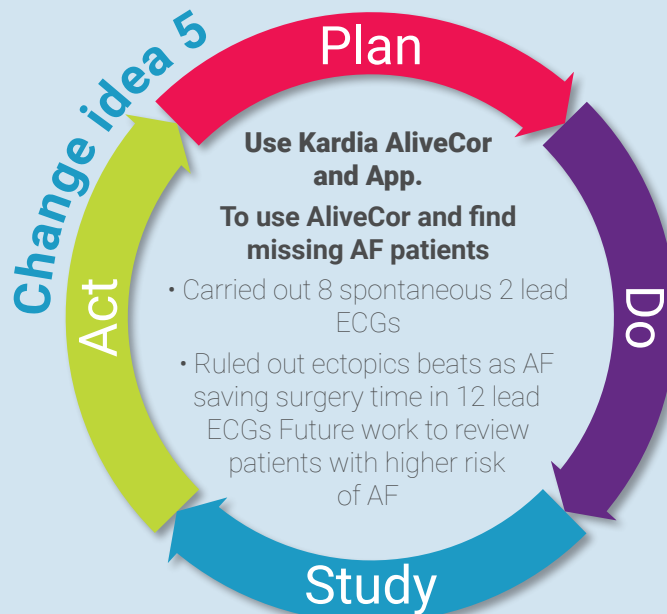 Change idea 5
Plan
Do
Study
Act
Use Kardia AliveCor
and App.
To use AliveCor and find
missing AF patients
• Carried out 8 spontaneous 2 lead
ECGs
• Ruled out ectopics beats as AF
saving surgery time in 12 lead
ECGs Future work to review
patients with higher risk
of AF